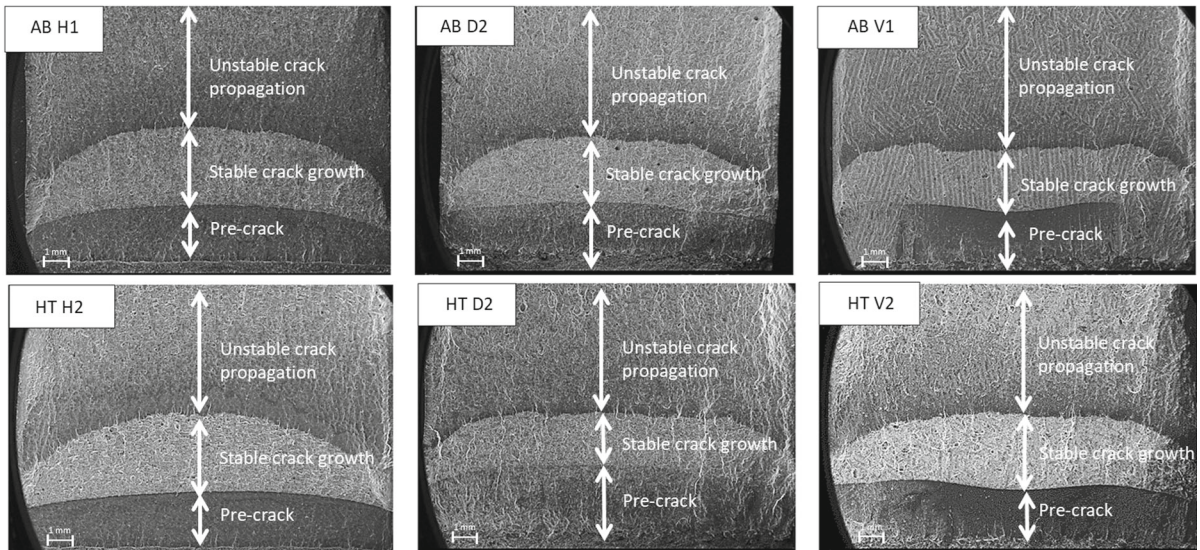 AB H1
Unstable crack
propagation
Stable crack growth
Pre-crack
1 mm
AB D2
Unstable crack
propagation
Stable crack growth
Pre-crack
1 mm
AB V1
Unstable crack
propagation
Stable crack growth
Pre-crack
1 mm
HT H2
Unstable crack
propagation
Stable crack growth
Pre-crack
1 mm
HT D2
Unstable crack
propagation
Stable crack growth
Pre-crack
1 mm
HT V2
Unstable crack
propagation
Stable crack growth
Pre-crack
1 mm